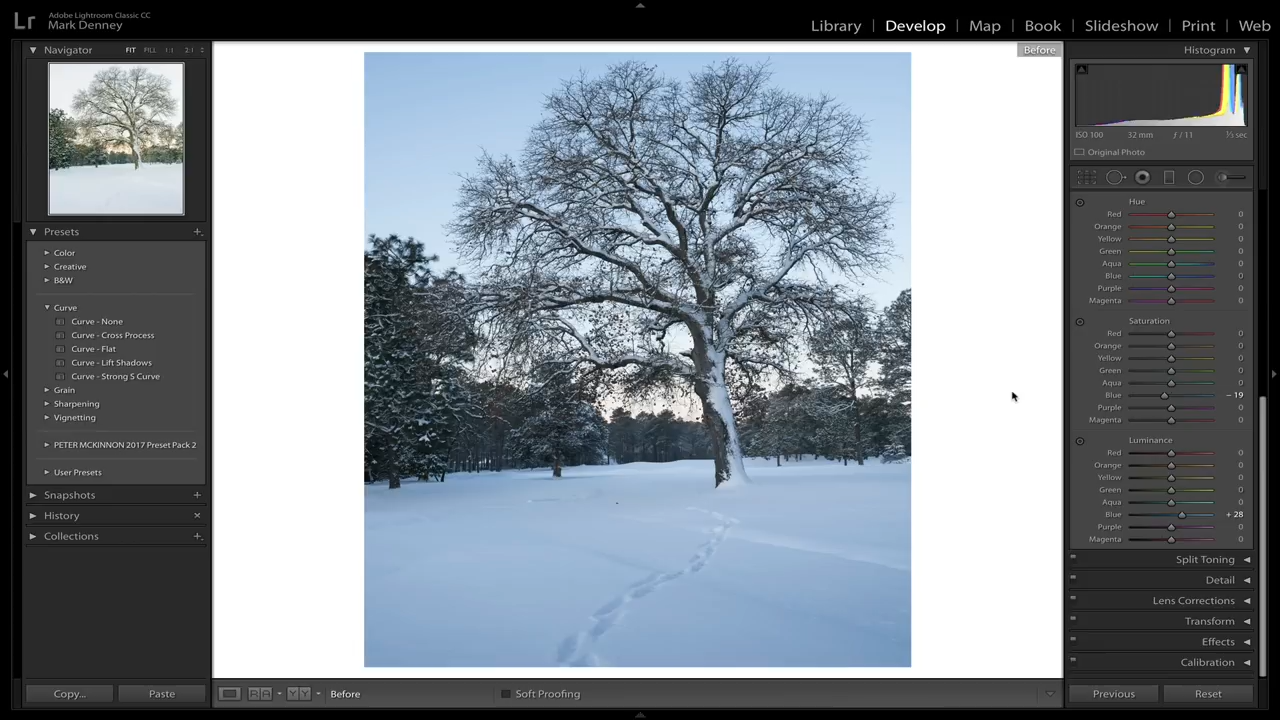 Lr
Adobe Lightroom Classic CC
Mark Denney
Library | Develop | Map | Book | Slideshow | Print | Web
Navigator FIT FILL 1:1 2:1
Before
Histogram
ISO 100 32 mm ƒ / 11 ⅓ sec
Original Photo
Presets
Color
Creative
B&W
Curve
Curve - None
Curve - Cross Process
Curve - Flat
Curve - Lift Shadows
Curve - Strong S Curve
Grain
Sharpening
Vignetting
PETER MCKINNON 2017 Preset Pack 2
User Presets
Snapshots
History
Collections
Copy... Paste
RA YY Before Soft Proofing
Hue
Red 0
Orange 0
Yellow 0
Green 0
Aqua 0
Blue 0
Purple 0
Magenta 0
Saturation
Red 0
Orange 0
Yellow 0
Green 0
Aqua 0
Blue - 19
Purple 0
Magenta 0
Luminance
Red 0
Orange 0
Yellow 0
Green 0
Aqua 0
Blue + 28
Purple 0
Magenta 0
Split Toning
Detail
Lens Corrections
Transform
Effects
Calibration
Previous Reset